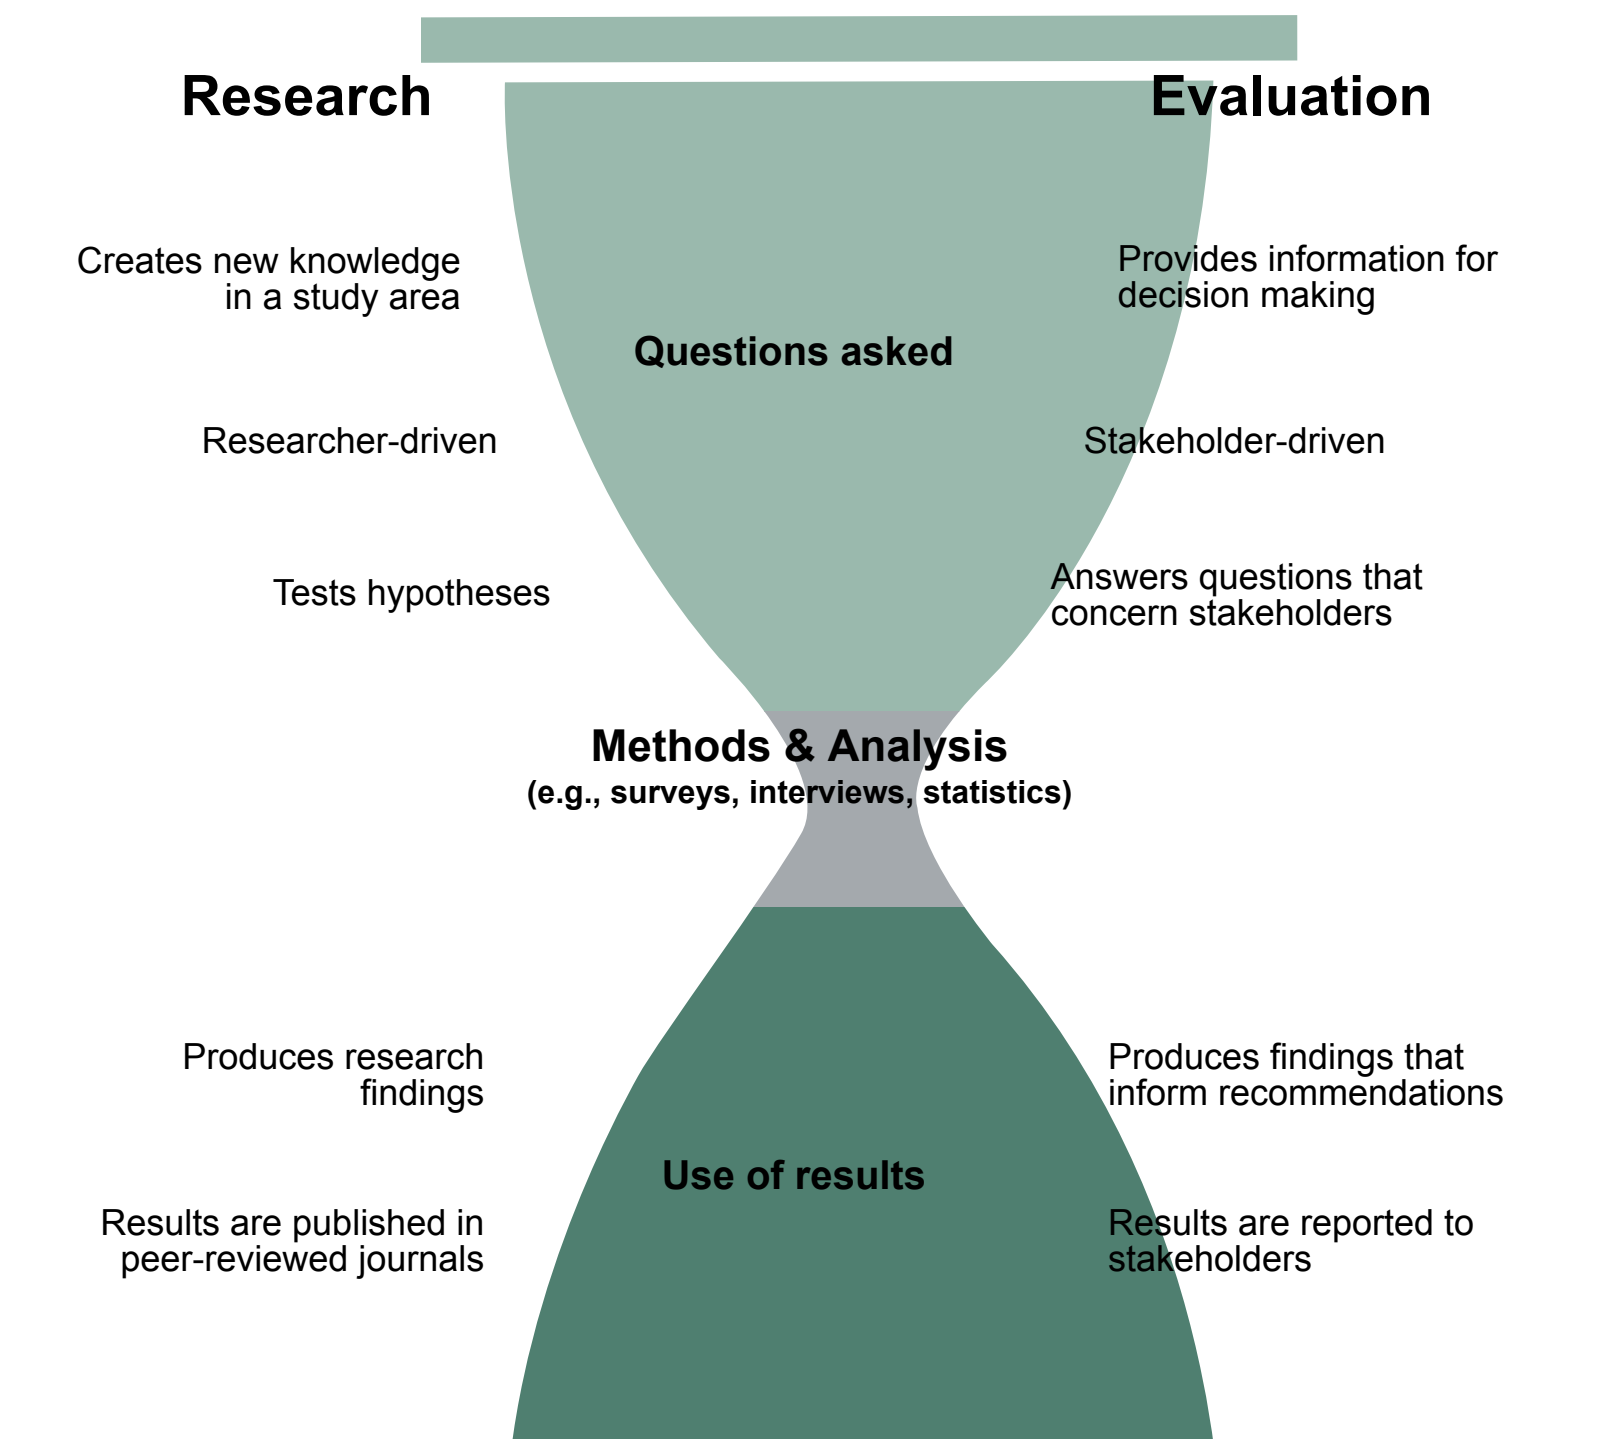 Research
Evaluation
Creates new knowledge
in a study area
Provides information for
decision making
Questions asked
Researcher-driven
Stakeholder-driven
Tests hypotheses
Answers questions that
concern stakeholders
Methods & Analysis
(e.g., surveys, interviews, statistics)
Produces research
findings
Produces findings that
inform recommendations
Use of results
Results are published in
peer-reviewed journals
Results are reported to
stakeholders